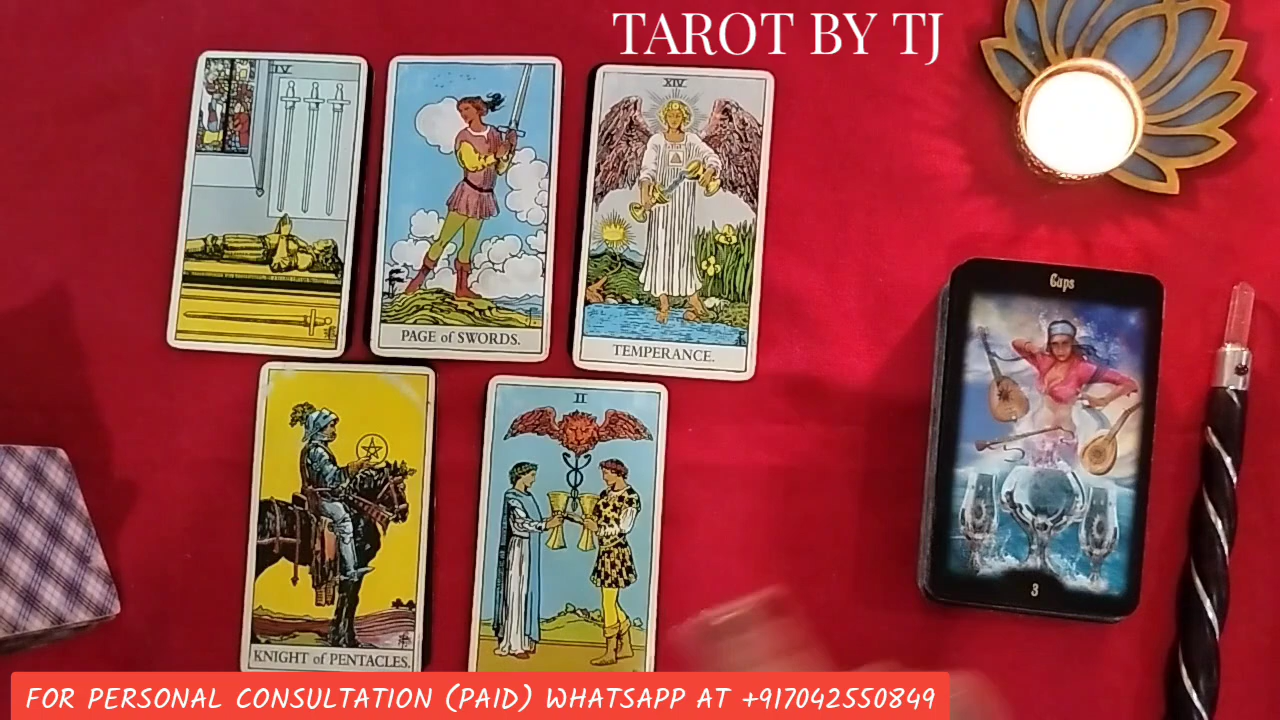 TAROT BY TJ
IV
XIV
PAGE of SWORDS.
TEMPERANCE.
Cups
II
3
KNIGHT of PENTACLES.
FOR PERSONAL CONSULTATION (PAID) WHATSAPP AT +917042550849